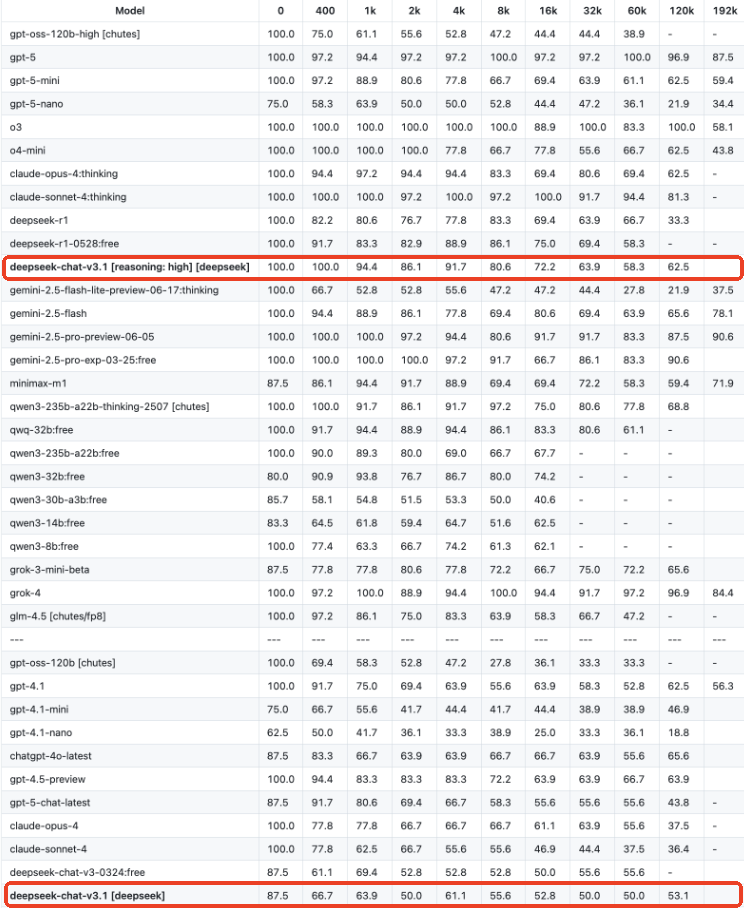 Model 0 400 1k 2k 4k 8k 16k 32k 60k 120k 192k
gpt-oss-120b-high [chutes] 100.0 75.0 61.1 55.6 52.8 47.2 44.4 44.4 38.9 - -
gpt-5 100.0 97.2 94.4 97.2 97.2 100.0 97.2 97.2 100.0 96.9 87.5
gpt-5-mini 100.0 97.2 88.9 80.6 77.8 66.7 69.4 63.9 61.1 62.5 59.4
gpt-5-nano 75.0 58.3 63.9 50.0 50.0 52.8 44.4 47.2 36.1 21.9 34.4
o3 100.0 100.0 100.0 100.0 100.0 100.0 88.9 100.0 83.3 100.0 58.1
o4-mini 100.0 100.0 100.0 100.0 77.8 66.7 77.8 55.6 66.7 62.5 43.8
claude-opus-4:thinking 100.0 94.4 97.2 94.4 94.4 83.3 69.4 80.6 69.4 62.5 -
claude-sonnet-4:thinking 100.0 100.0 100.0 97.2 100.0 97.2 100.0 91.7 94.4 81.3 -
deepseek-r1 100.0 82.2 80.6 76.7 77.8 83.3 69.4 63.9 66.7 33.3
deepseek-r1-0528:free 100.0 91.7 83.3 82.9 88.9 86.1 75.0 69.4 58.3 - -
deepseek-chat-v3.1 [reasoning: high] [deepseek] 100.0 100.0 94.4 86.1 91.7 80.6 72.2 63.9 58.3 62.5
gemini-2.5-flash-lite-preview-06-17:thinking 100.0 66.7 52.8 52.8 55.6 47.2 47.2 44.4 27.8 21.9 37.5
gemini-2.5-flash 100.0 94.4 88.9 86.1 77.8 69.4 80.6 69.4 63.9 65.6 78.1
gemini-2.5-pro-preview-06-05 100.0 100.0 100.0 97.2 94.4 80.6 91.7 91.7 83.3 87.5 90.6
gemini-2.5-pro-exp-03-25:free 100.0 100.0 100.0 100.0 97.2 91.7 66.7 86.1 83.3 90.6
minimax-m1 87.5 86.1 94.4 91.7 88.9 69.4 69.4 72.2 58.3 59.4 71.9
qwen3-235b-a22b-thinking-2507 [chutes] 100.0 100.0 91.7 86.1 91.7 97.2 75.0 80.6 77.8 68.8
qwq-32b:free 100.0 91.7 94.4 88.9 94.4 86.1 83.3 80.6 61.1 -
qwen3-235b-a22b:free 100.0 90.0 89.3 80.0 69.0 66.7 67.7 - - -
qwen3-32b:free 80.0 90.9 93.8 76.7 86.7 80.0 74.2 - - -
qwen3-30b-a3b:free 85.7 58.1 54.8 51.5 53.3 50.0 40.6 - - -
qwen3-14b:free 83.3 64.5 61.8 59.4 64.7 51.6 62.5 - - -
qwen3-8b:free 100.0 77.4 63.3 66.7 74.2 61.3 62.1 - - -
grok-3-mini-beta 87.5 77.8 77.8 80.6 77.8 72.2 66.7 75.0 72.2 65.6
grok-4 100.0 97.2 100.0 88.9 94.4 100.0 94.4 91.7 97.2 96.9 84.4
glm-4.5 [chutes/fp8] 100.0 97.2 86.1 75.0 83.3 63.9 58.3 66.7 47.2 - -
--- --- --- --- --- --- --- --- --- --- --- ---
gpt-oss-120b [chutes] 100.0 69.4 58.3 52.8 47.2 27.8 36.1 33.3 33.3 - -
gpt-4.1 100.0 91.7 75.0 69.4 63.9 55.6 63.9 58.3 52.8 62.5 56.3
gpt-4.1-mini 75.0 66.7 55.6 41.7 44.4 41.7 44.4 38.9 38.9 46.9
gpt-4.1-nano 62.5 50.0 41.7 36.1 33.3 38.9 25.0 33.3 36.1 18.8
chatgpt-4o-latest 87.5 83.3 66.7 63.9 63.9 66.7 66.7 63.9 55.6 65.6
gpt-4.5-preview 100.0 94.4 83.3 83.3 83.3 72.2 63.9 63.9 66.7 63.9
gpt-5-chat-latest 87.5 91.7 80.6 69.4 66.7 58.3 55.6 55.6 55.6 43.8 -
claude-opus-4 100.0 77.8 77.8 66.7 66.7 66.7 61.1 63.9 55.6 37.5 -
claude-sonnet-4 100.0 77.8 62.5 66.7 55.6 55.6 46.9 44.4 37.5 36.4 -
deepseek-chat-v3-0324:free 87.5 61.1 69.4 52.8 52.8 52.8 50.0 55.6 55.6 -
deepseek-chat-v3.1 [deepseek] 87.5 66.7 63.9 50.0 61.1 55.6 52.8 50.0 50.0 53.1